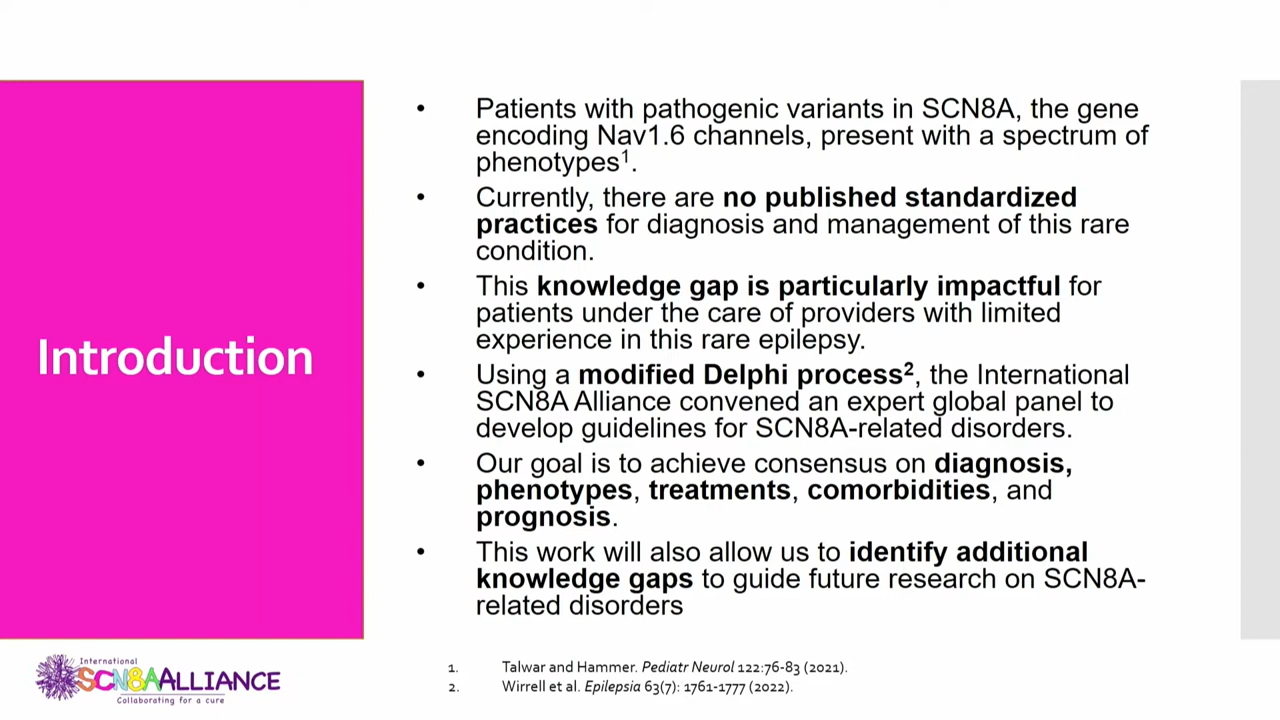 Introduction
• Patients with pathogenic variants in SCN8A, the gene
encoding Nav1.6 channels, present with a spectrum of
phenotypes¹.
• Currently, there are no published standardized
practices for diagnosis and management of this rare
condition.
• This knowledge gap is particularly impactful for
patients under the care of providers with limited
experience in this rare epilepsy.
• Using a modified Delphi process², the International
SCN8A Alliance convened an expert global panel to
develop guidelines for SCN8A-related disorders.
• Our goal is to achieve consensus on diagnosis,
phenotypes, treatments, comorbidities, and
prognosis.
• This work will also allow us to identify additional
knowledge gaps to guide future research on SCN8A-
related disorders
International
SCN8AALLIANCE
Collaborating for a cure
1. Talwar and Hammer. Pediatr Neurol 122:76-83 (2021).
2. Wirrell et al. Epilepsia 63(7): 1761-1777 (2022).